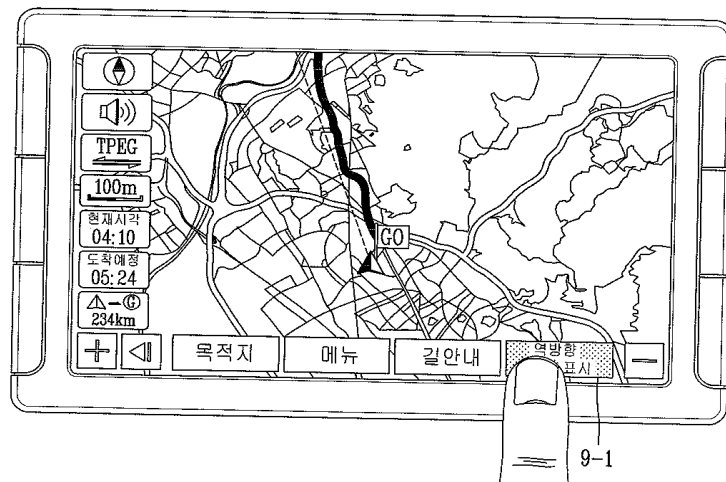 TPEG
100m
현재시각
04:10
도착예정
05:24
⚠-Ⓖ
234km
GO
목적지
메뉴
길안내
역방향
표시
9-1